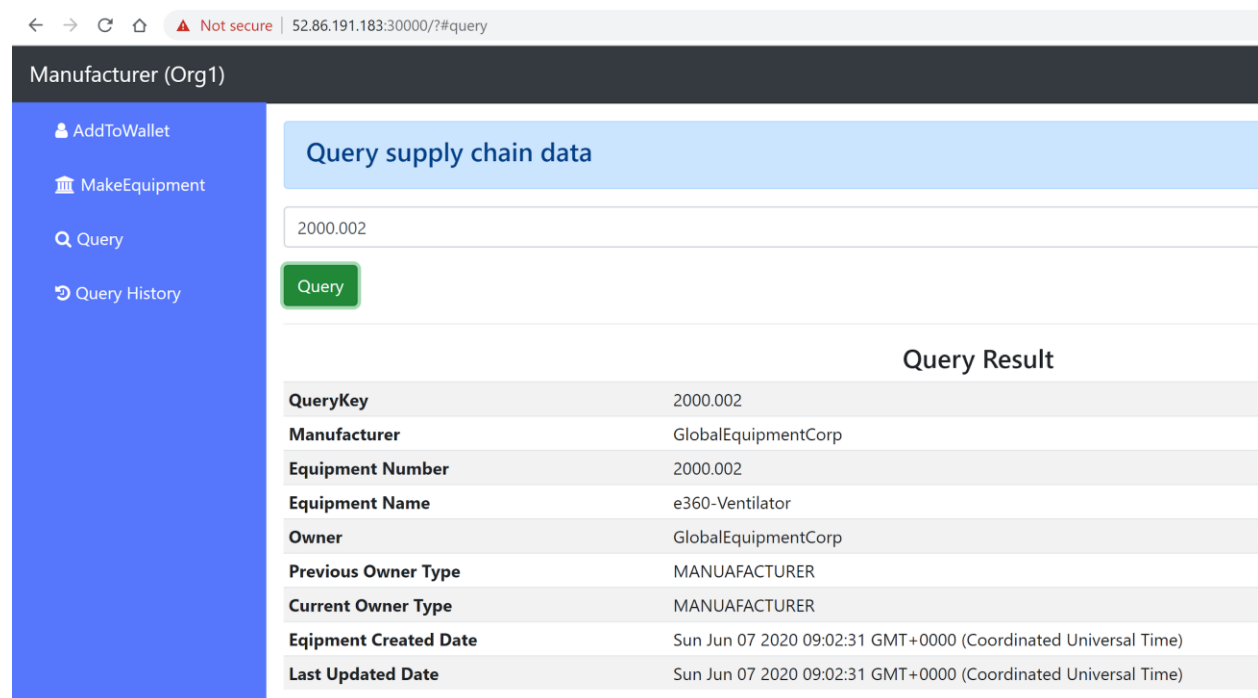 Not secure | 52.86.191.183:30000/?#query
Manufacturer (Org1)
AddToWallet
MakeEquipment
Query
Query History
Query supply chain data
2000.002
Query
Query Result
QueryKey 2000.002
Manufacturer GlobalEquipmentCorp
Equipment Number 2000.002
Equipment Name e360-Ventilator
Owner GlobalEquipmentCorp
Previous Owner Type MANUAFACTURER
Current Owner Type MANUAFACTURER
Eqipment Created Date Sun Jun 07 2020 09:02:31 GMT+0000 (Coordinated Universal Time)
Last Updated Date Sun Jun 07 2020 09:02:31 GMT+0000 (Coordinated Universal Time)